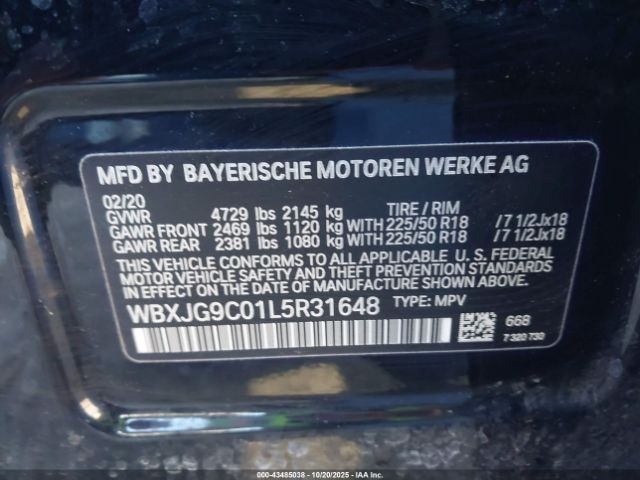 MFD BY BAYERISCHE MOTOREN WERKE AG
02/20
GVWR 4729 lbs 2145 kg TIRE / RIM
GAWR FRONT 2469 lbs 1120 kg WITH 225/50 R18 /7 1/2Jx18
GAWR REAR 2381 lbs 1080 kg WITH 225/50 R18 /7 1/2Jx18
THIS VEHICLE CONFORMS TO ALL APPLICABLE U.S. FEDERAL
MOTOR VEHICLE SAFETY, BUMPER, AND THEFT PREVENTION STANDARDS
IN EFFECT ON THE DATE OF MANUFACTURE SHOWN ABOVE.
WBXJG9C01L5R31648 TYPE: MPV
668
7 320 730
000-43485038 - 10/20/2025 - IAA Inc.